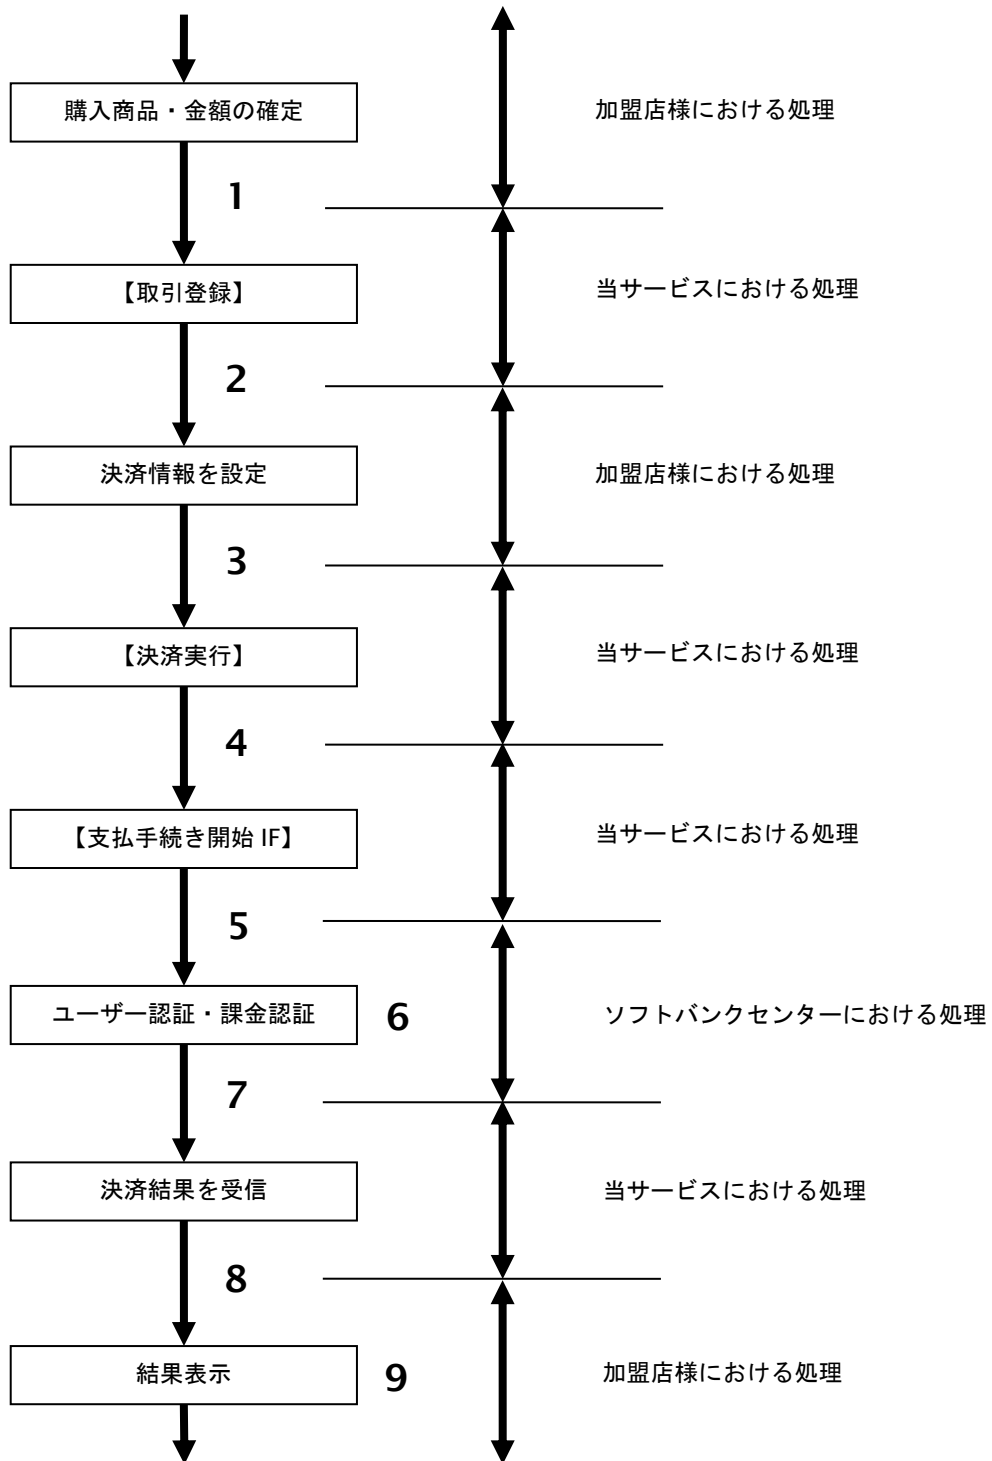 購入商品・金額の確定
加盟店様における処理
1
【取引登録】
当サービスにおける処理
2
決済情報を設定
加盟店様における処理
3
【決済実行】
当サービスにおける処理
4
【支払手続き開始 IF】
当サービスにおける処理
5
ユーザー認証・課金認証
6
ソフトバンクセンターにおける処理
7
決済結果を受信
当サービスにおける処理
8
結果表示
9
加盟店様における処理